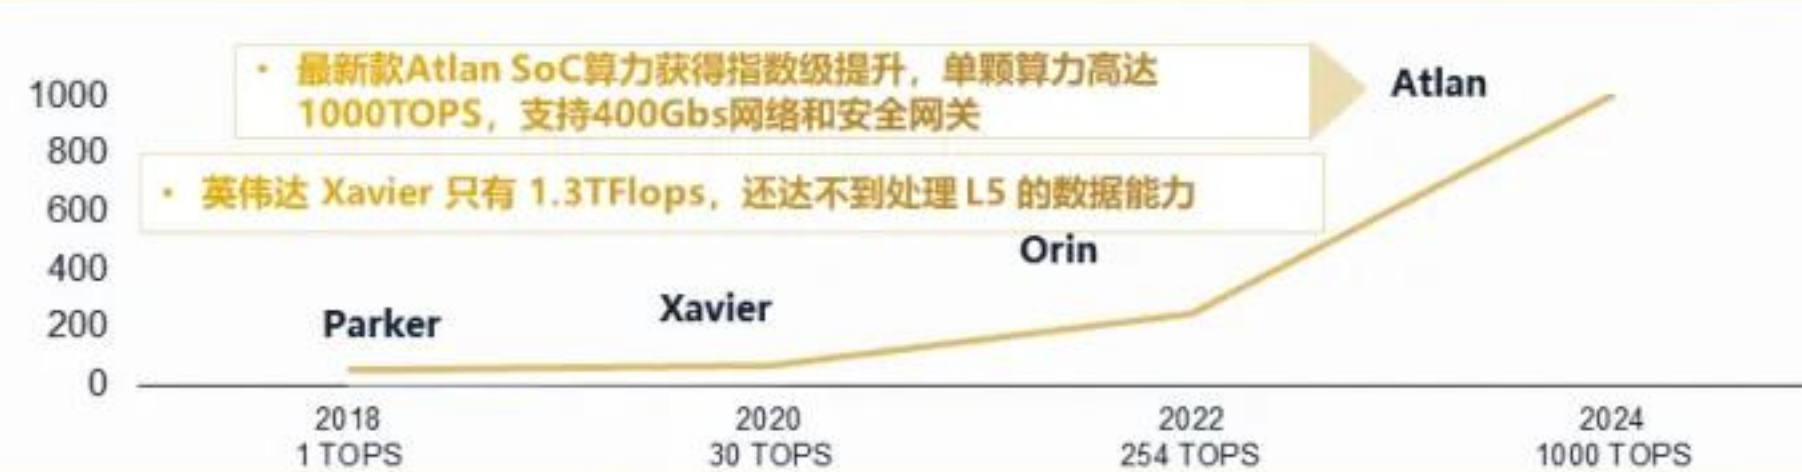 • 最新款Atlan SoC算力获得指数级提升，单颗算力高达
1000TOPS，支持400Gbs网络和安全网关
Atlan
• 英伟达 Xavier 只有 1.3TFlops，还达不到处理 L5 的数据能力
Orin
Xavier
Parker
1000
800
600
400
200
0
2018
1 TOPS
2020
30 TOPS
2022
254 TOPS
2024
1000 TOPS